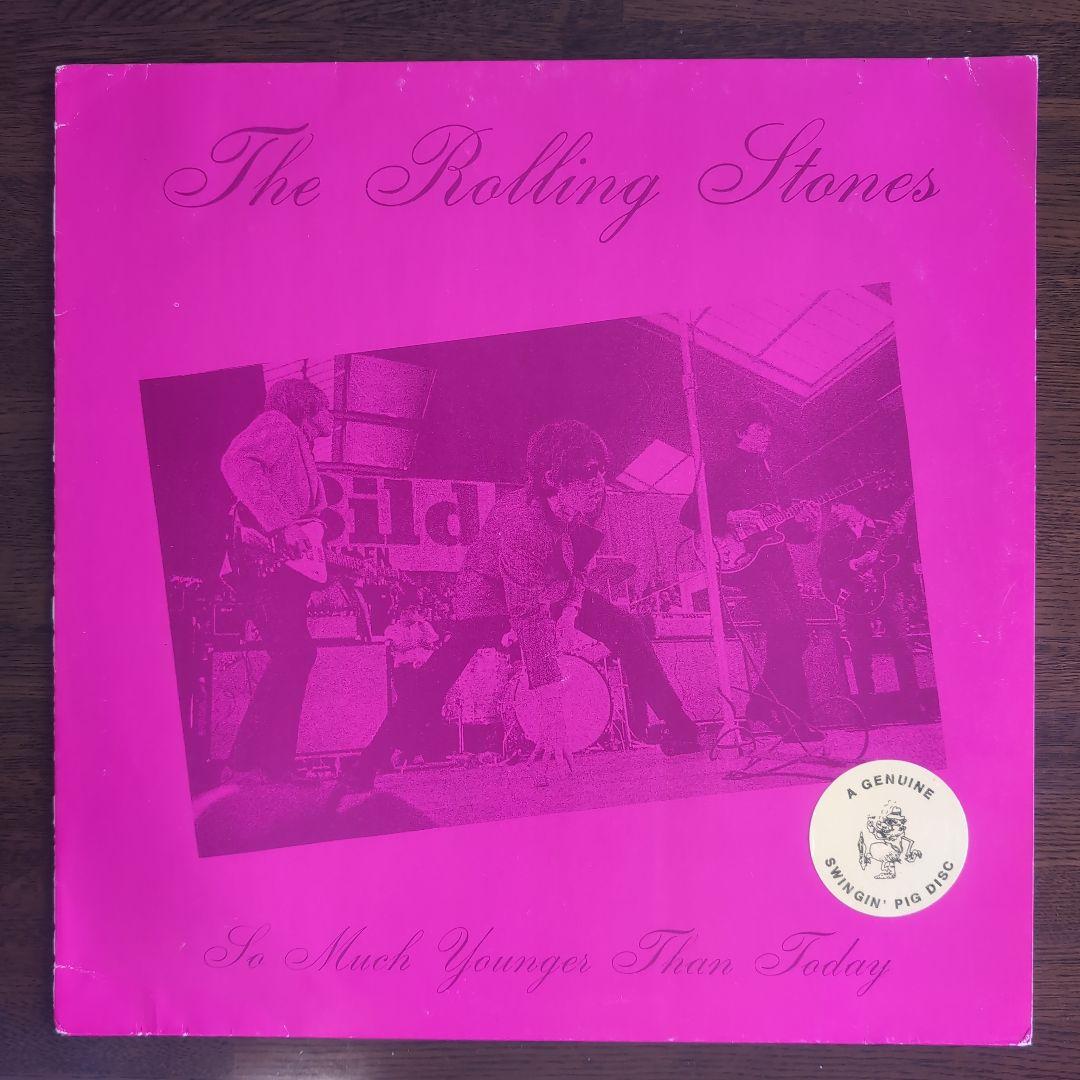 The Rolling Stones
Bild
A GENUINE
SWINGIN' PIG DISC
So Much Younger Than Today